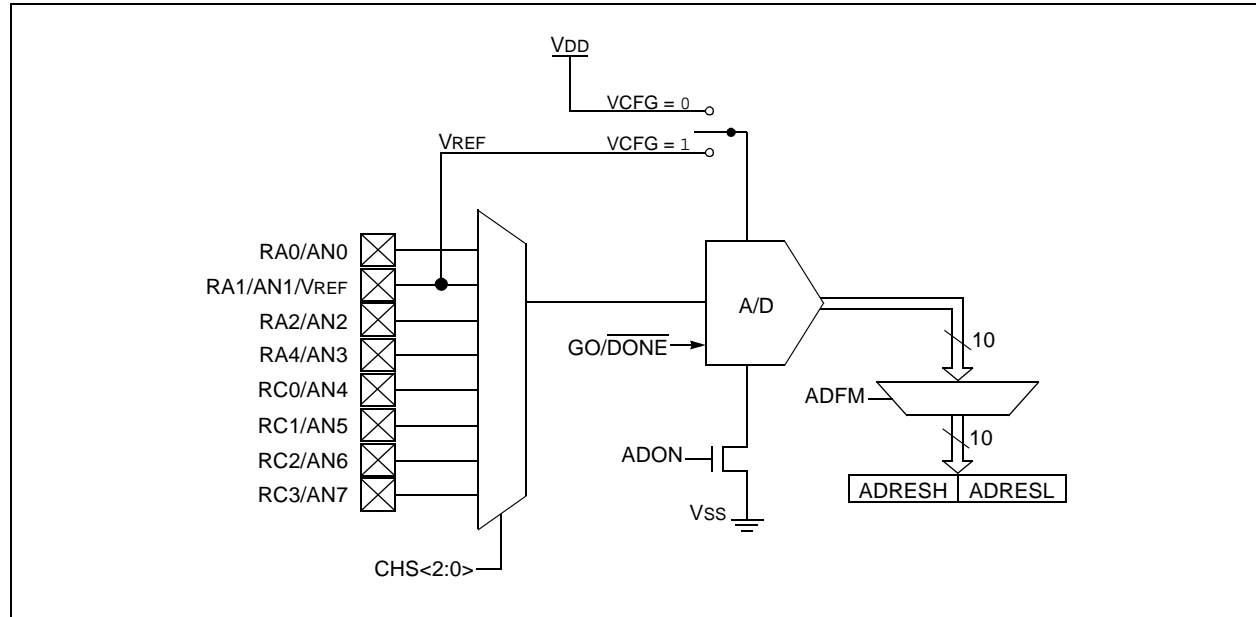 VDD
VCFG = 0
VREF
VCFG = 1
RA0/AN0
RA1/AN1/VREF
RA2/AN2
RA4/AN3
RC0/AN4
RC1/AN5
RC2/AN6
RC3/AN7
A/D
GO/DONE
10
ADFM
10
ADON
ADRESH ADRESL
VSS
CHS<2:0>